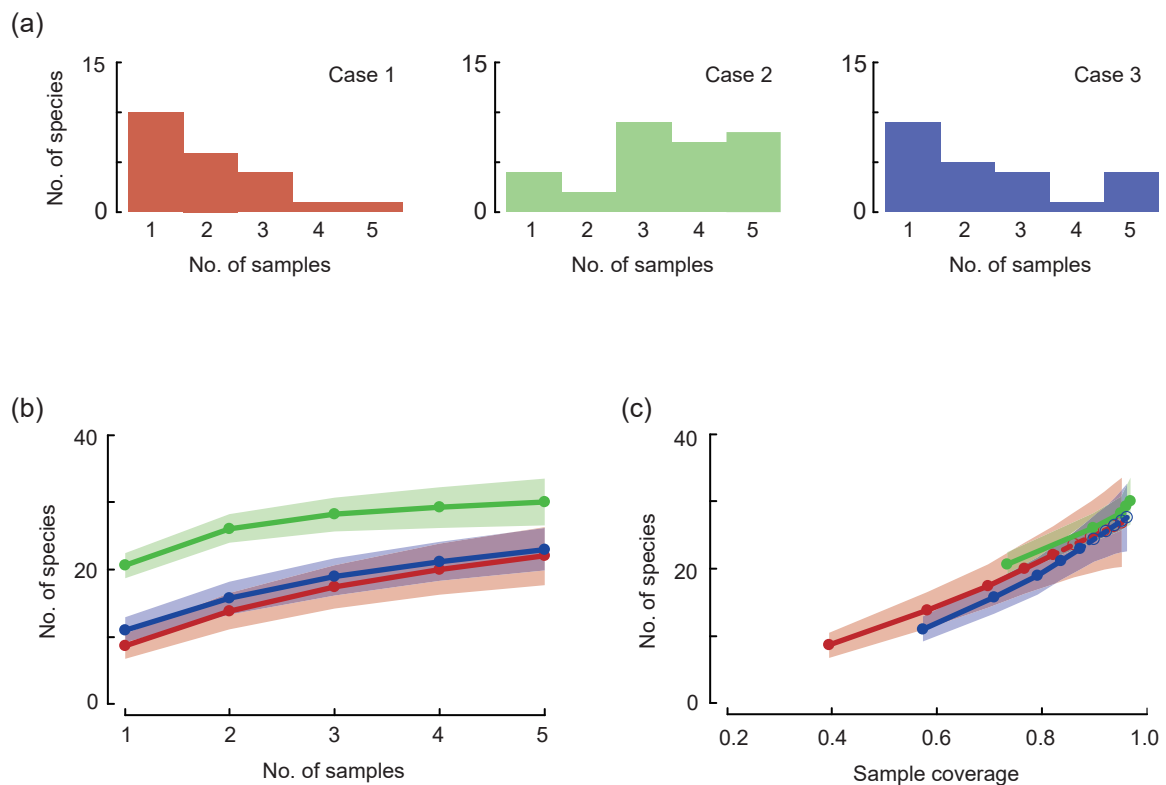 (a)
15
0
No. of species
Case 1
1 2 3 4 5
No. of samples
15
0
Case 2
1 2 3 4 5
No. of samples
15
0
Case 3
1 2 3 4 5
No. of samples
(b)
40
20
0
No. of species
1 2 3 4 5
No. of samples
(c)
40
20
0
No. of species
0.2 0.4 0.6 0.8 1.0
Sample coverage